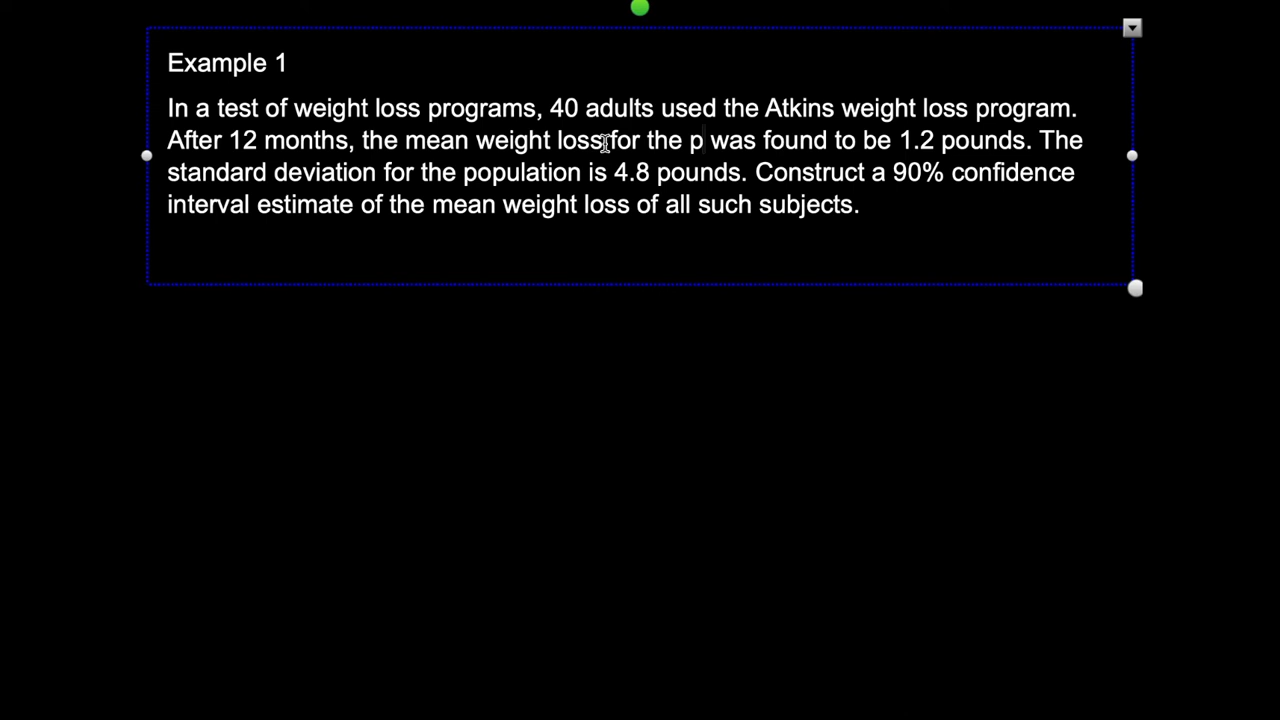 Example 1
In a test of weight loss programs, 40 adults used the Atkins weight loss program.
After 12 months, the mean weight loss for the p was found to be 1.2 pounds. The
standard deviation for the population is 4.8 pounds. Construct a 90% confidence
interval estimate of the mean weight loss of all such subjects.